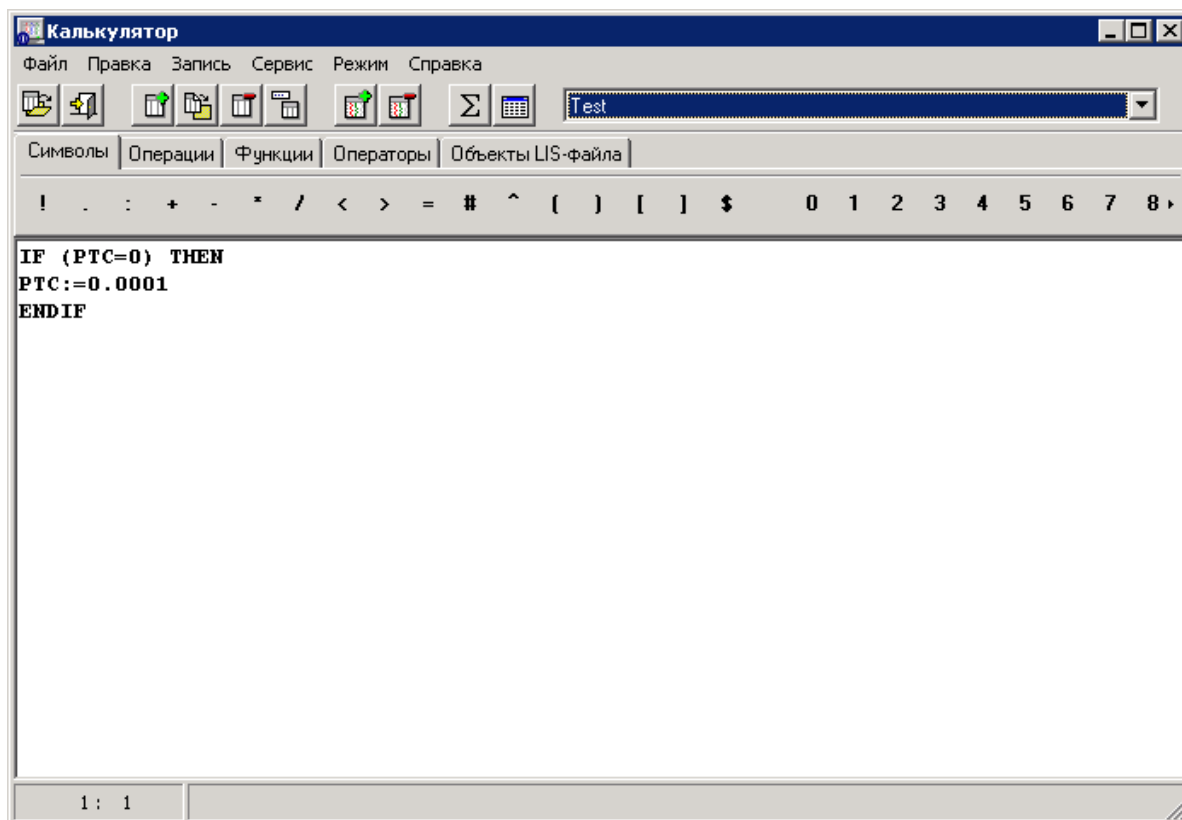 Калькулятор
Файл Правка Запись Сервис Режим Справка
Test
Символы Операции Функции Операторы Объекты LIS-файла
! . : + - * / < > = # ^ ( ) [ ] $ 0 1 2 3 4 5 6 7 8
IF (PTC=0) THEN
PTC:=0.0001
ENDIF
1: 1